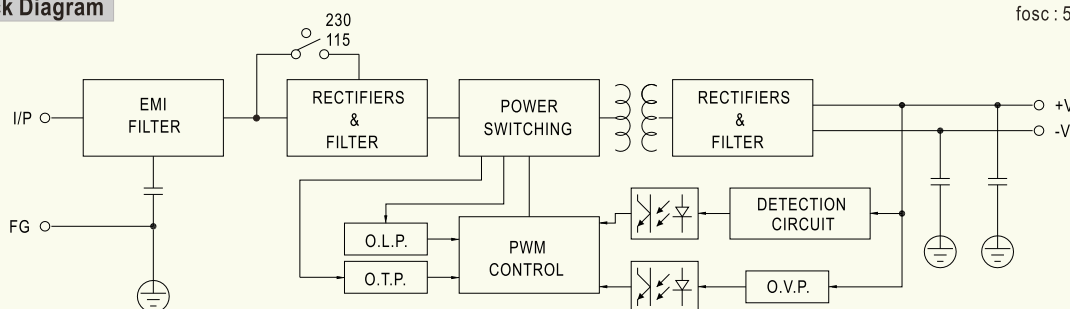 Diagram
fosc : 5
230
115
I/P
EMI
FILTER
RECTIFIERS
&
FILTER
POWER
SWITCHING
RECTIFIERS
&
FILTER
+V
-V
FG
O.L.P.
O.T.P.
PWM
CONTROL
DETECTION
CIRCUIT
O.V.P.